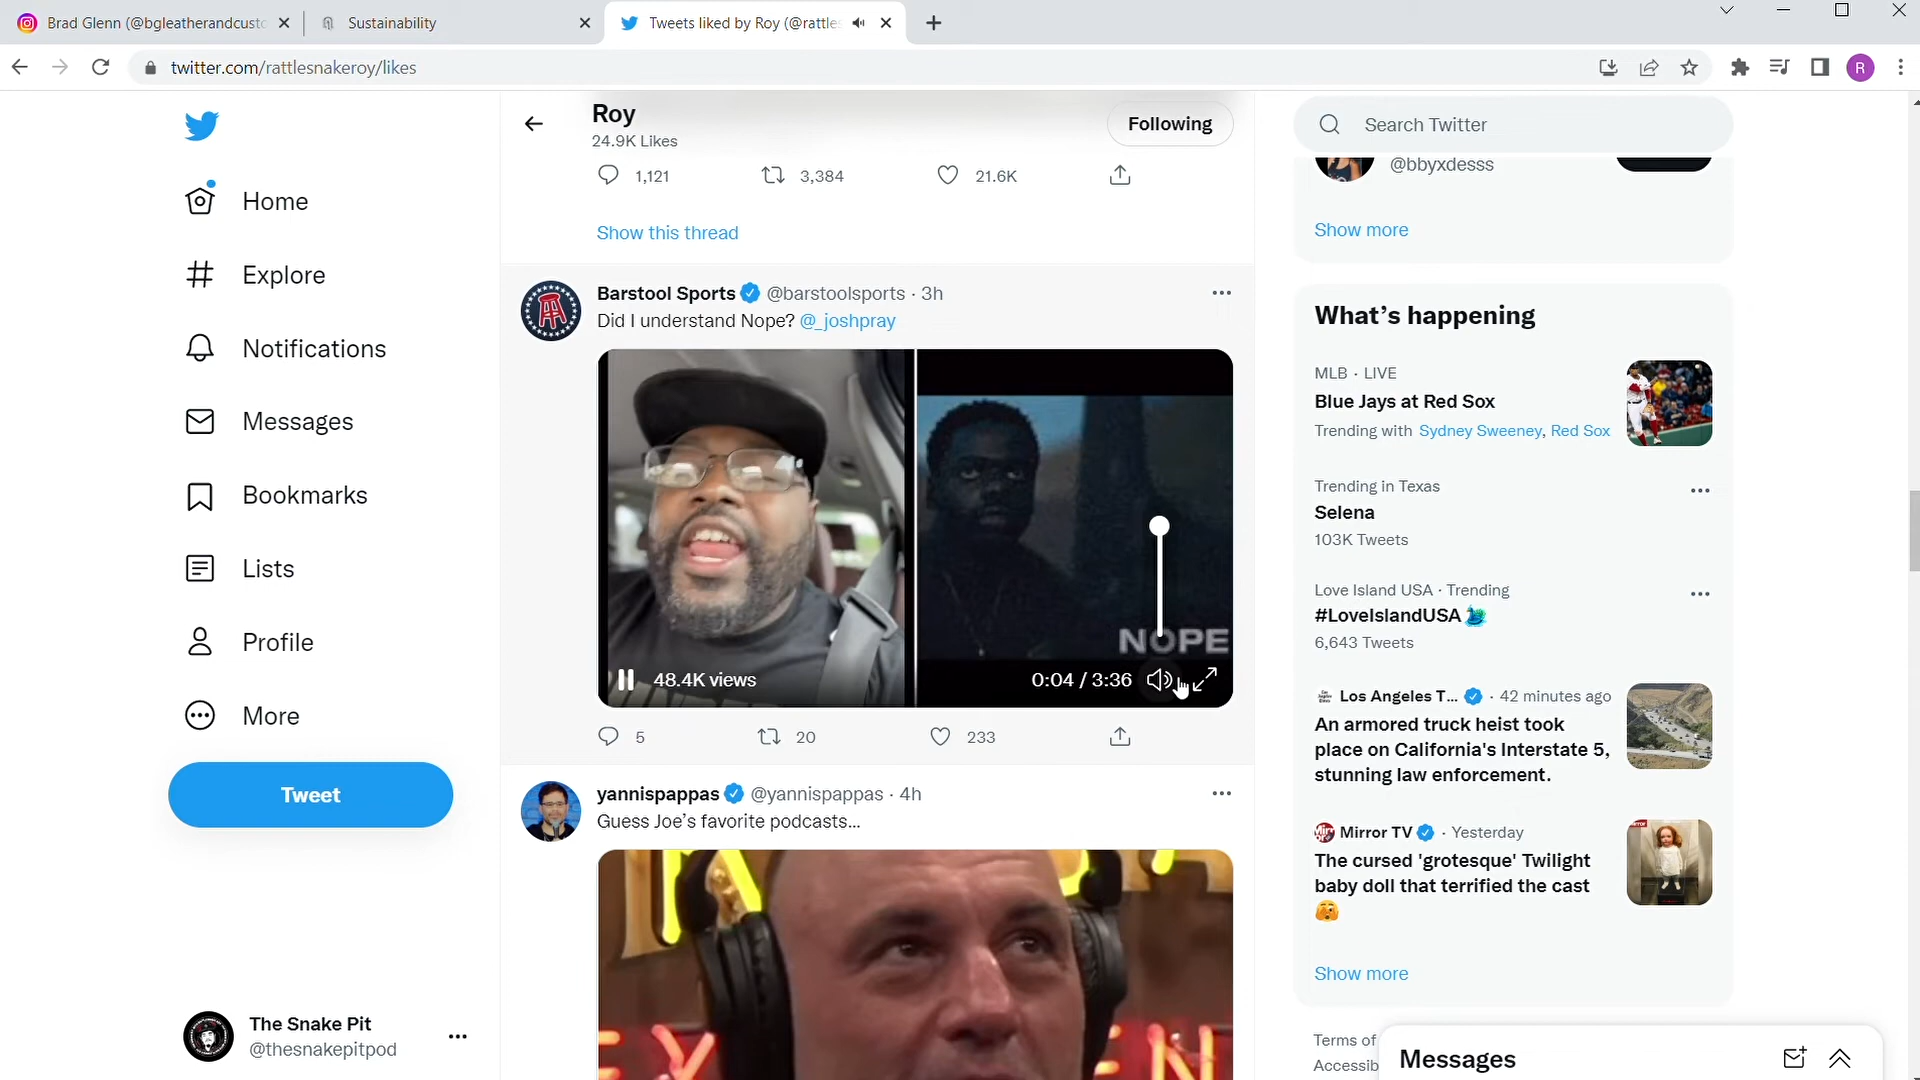 Brad Glenn (@bgleatherandcusto
Sustainability
Tweets liked by Roy (@rattles
twitter.com/rattlesnakeroy/likes
R
Roy
24.9K Likes
Following
1,121
3,384
21.6K
Show this thread
Home
Explore
Notifications
Messages
Bookmarks
Lists
Profile
More
Tweet
The Snake Pit
@thesnakepitpod
Barstool Sports @barstoolsports · 3h
Did I understand Nope? @_joshpray
NOPE
48.4K views
0:04 / 3:36
5
20
233
yannispappas @yannispappas · 4h
Guess Joe’s favorite podcasts...
Search Twitter
@bbyxdesss
Show more
What’s happening
MLB · LIVE
Blue Jays at Red Sox
Trending with Sydney Sweeney, Red Sox
Trending in Texas
Selena
103K Tweets
Love Island USA · Trending
#LoveIslandUSA
6,643 Tweets
Los Angeles T... · 42 minutes ago
An armored truck heist took
place on California's Interstate 5,
stunning law enforcement.
Mirror TV · Yesterday
The cursed 'grotesque' Twilight
baby doll that terrified the cast
Show more
Terms of
Accessib
Messages